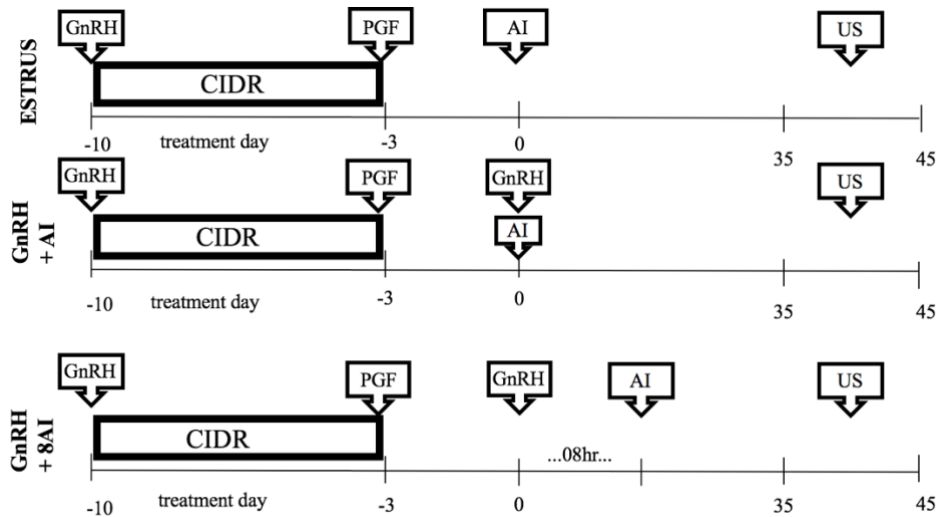 ESTRUS
GnRH PGF AI US
CIDR
-10 treatment day -3 0 35 45
GnRH
+ AI
GnRH PGF GnRH US
AI
CIDR
-10 treatment day -3 0 35 45
GnRH
+ 8AI
GnRH PGF GnRH AI US
CIDR
...08hr...
-10 treatment day -3 0 35 45